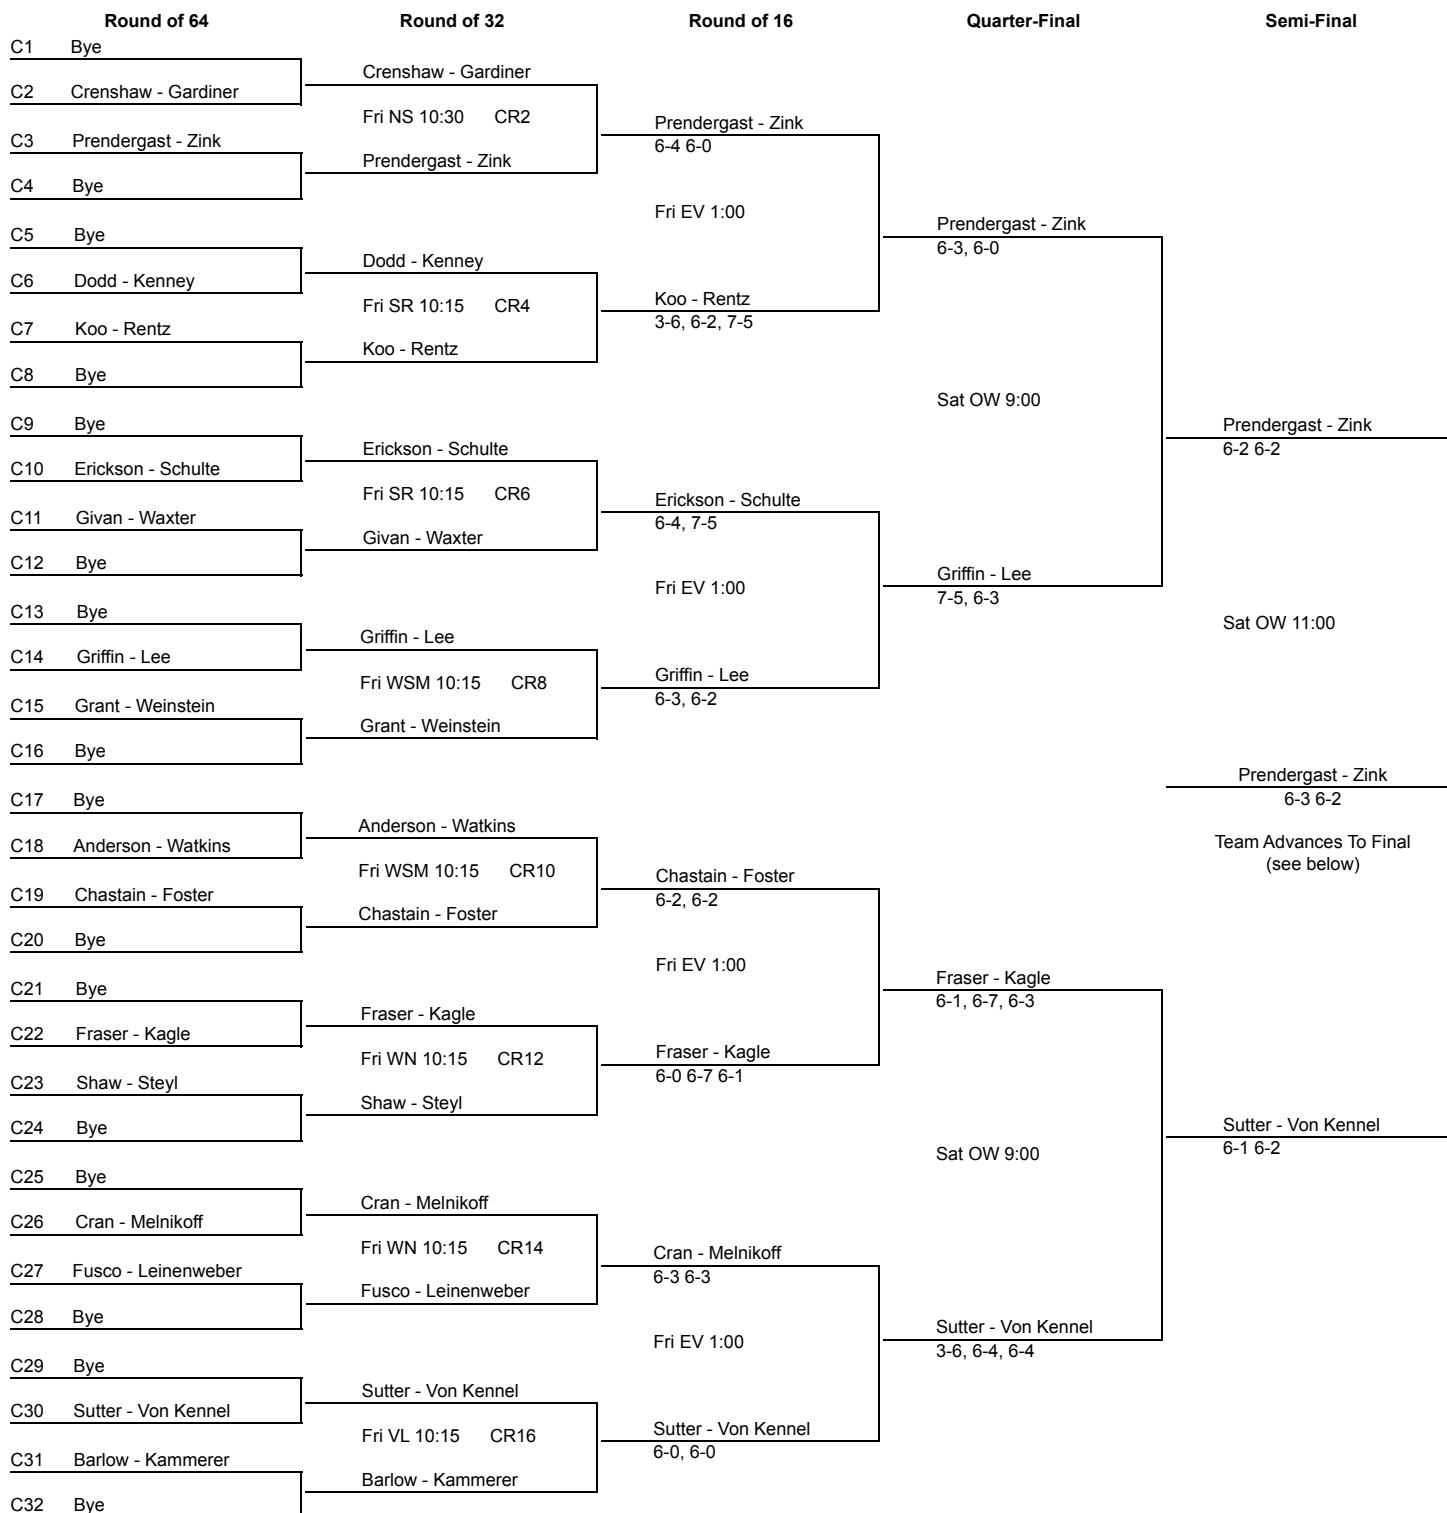 Round of 64 Round of 32 Round of 16 Quarter-Final Semi-Final
C1 Bye
Crenshaw - Gardiner
C2 Crenshaw - Gardiner
Fri NS 10:30 CR2
Prendergast - Zink
6-4 6-0
C3 Prendergast - Zink
Prendergast - Zink
C4 Bye
Fri EV 1:00
Prendergast - Zink
6-3, 6-0
C5 Bye
Dodd - Kenney
C6 Dodd - Kenney
Fri SR 10:15 CR4
Koo - Rentz
3-6, 6-2, 7-5
C7 Koo - Rentz
Koo - Rentz
C8 Bye
Sat OW 9:00
Prendergast - Zink
6-2 6-2
C9 Bye
Erickson - Schulte
C10 Erickson - Schulte
Fri SR 10:15 CR6
Erickson - Schulte
6-4, 7-5
C11 Givan - Waxter
Givan - Waxter
C12 Bye
Fri EV 1:00
Griffin - Lee
7-5, 6-3
C13 Bye
Sat OW 11:00
Griffin - Lee
C14 Griffin - Lee
Fri WSM 10:15 CR8
Griffin - Lee
6-3, 6-2
C15 Grant - Weinstein
Grant - Weinstein
C16 Bye
Prendergast - Zink
6-3 6-2
C17 Bye
Anderson - Watkins
C18 Anderson - Watkins
Team Advances To Final
(see below)
Fri WSM 10:15 CR10
Chastain - Foster
6-2, 6-2
C19 Chastain - Foster
Chastain - Foster
C20 Bye
Fri EV 1:00
Fraser - Kagle
6-1, 6-7, 6-3
C21 Bye
Fraser - Kagle
C22 Fraser - Kagle
Fri WN 10:15 CR12
Fraser - Kagle
6-0 6-7 6-1
C23 Shaw - Steyl
Shaw - Steyl
C24 Bye
Sutter - Von Kennel
6-1 6-2
Sat OW 9:00
C25 Bye
Cran - Melnikoff
C26 Cran - Melnikoff
Fri WN 10:15 CR14
Cran - Melnikoff
6-3 6-3
C27 Fusco - Leinenweber
Fusco - Leinenweber
C28 Bye
Fri EV 1:00
Sutter - Von Kennel
3-6, 6-4, 6-4
C29 Bye
Sutter - Von Kennel
C30 Sutter - Von Kennel
Fri VL 10:15 CR16
Sutter - Von Kennel
6-0, 6-0
C31 Barlow - Kammerer
Barlow - Kammerer
C32 Bye